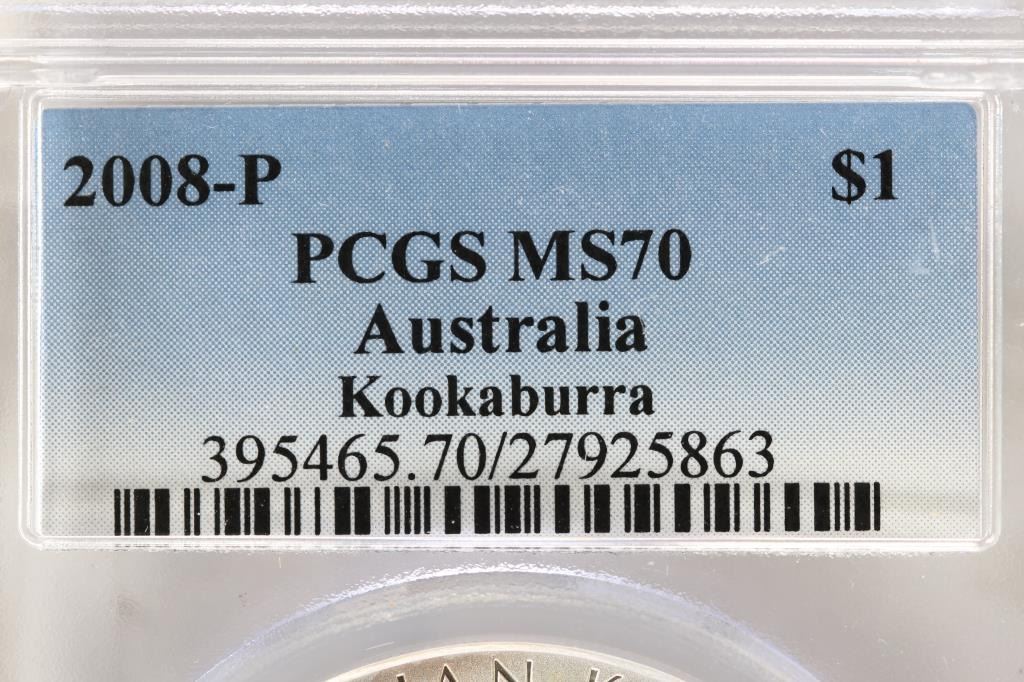 2008-P $1
PCGS MS70
Australia
Kookaburra
395465.70/27925863